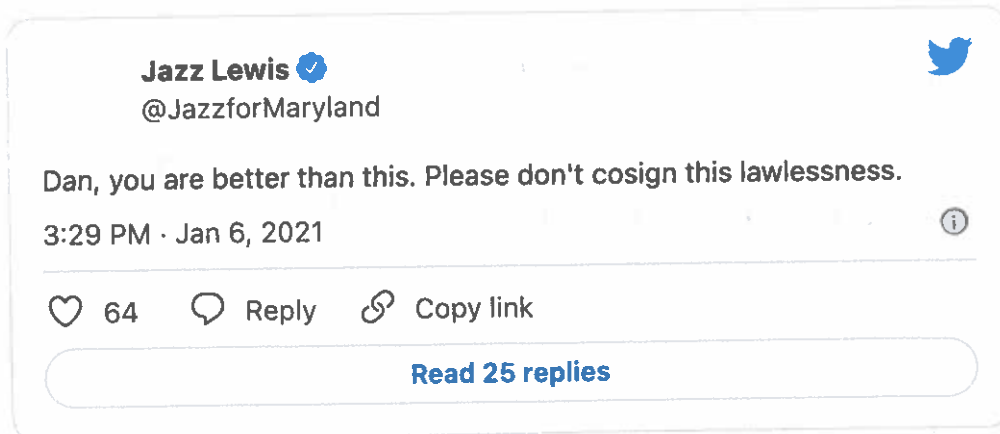 Jazz Lewis
@JazzforMaryland
Dan, you are better than this. Please don't cosign this lawlessness.
3:29 PM · Jan 6, 2021
64 Reply Copy link
Read 25 replies